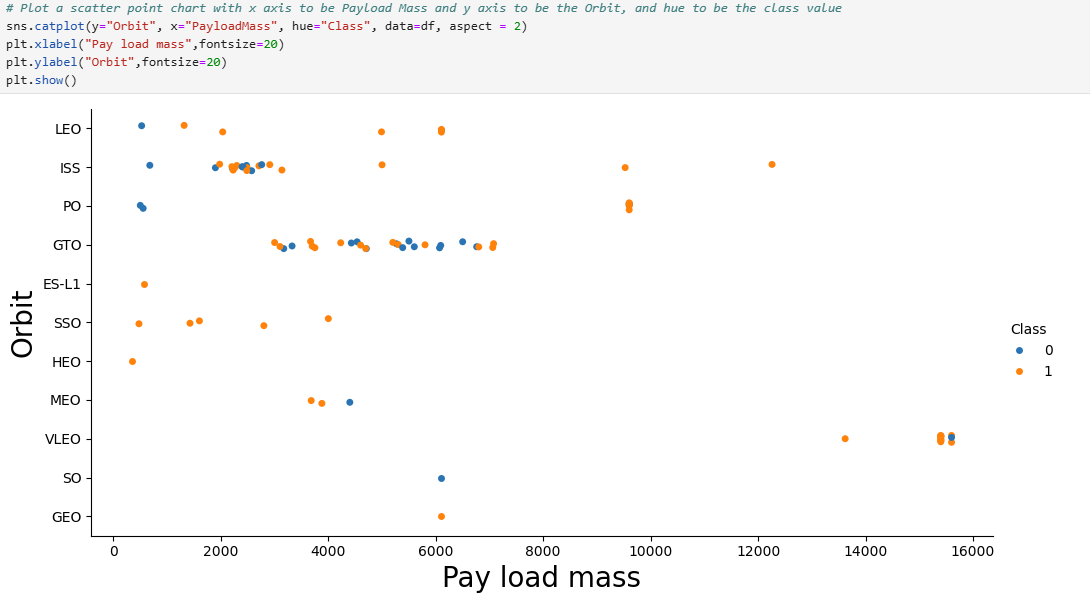 # Plot a scatter point chart with x axis to be Payload Mass and y axis to be the Orbit, and hue to be the class value
sns.catplot(y="Orbit", x="PayloadMass", hue="Class", data=df, aspect = 2)
plt.xlabel("Pay load mass",fontsize=20)
plt.ylabel("Orbit",fontsize=20)
plt.show()
LEO
ISS
PO
GTO
ES-L1
SSO
HEO
MEO
VLEO
SO
GEO
Orbit
Class
0
1
0 2000 4000 6000 8000 10000 12000 14000 16000
Pay load mass